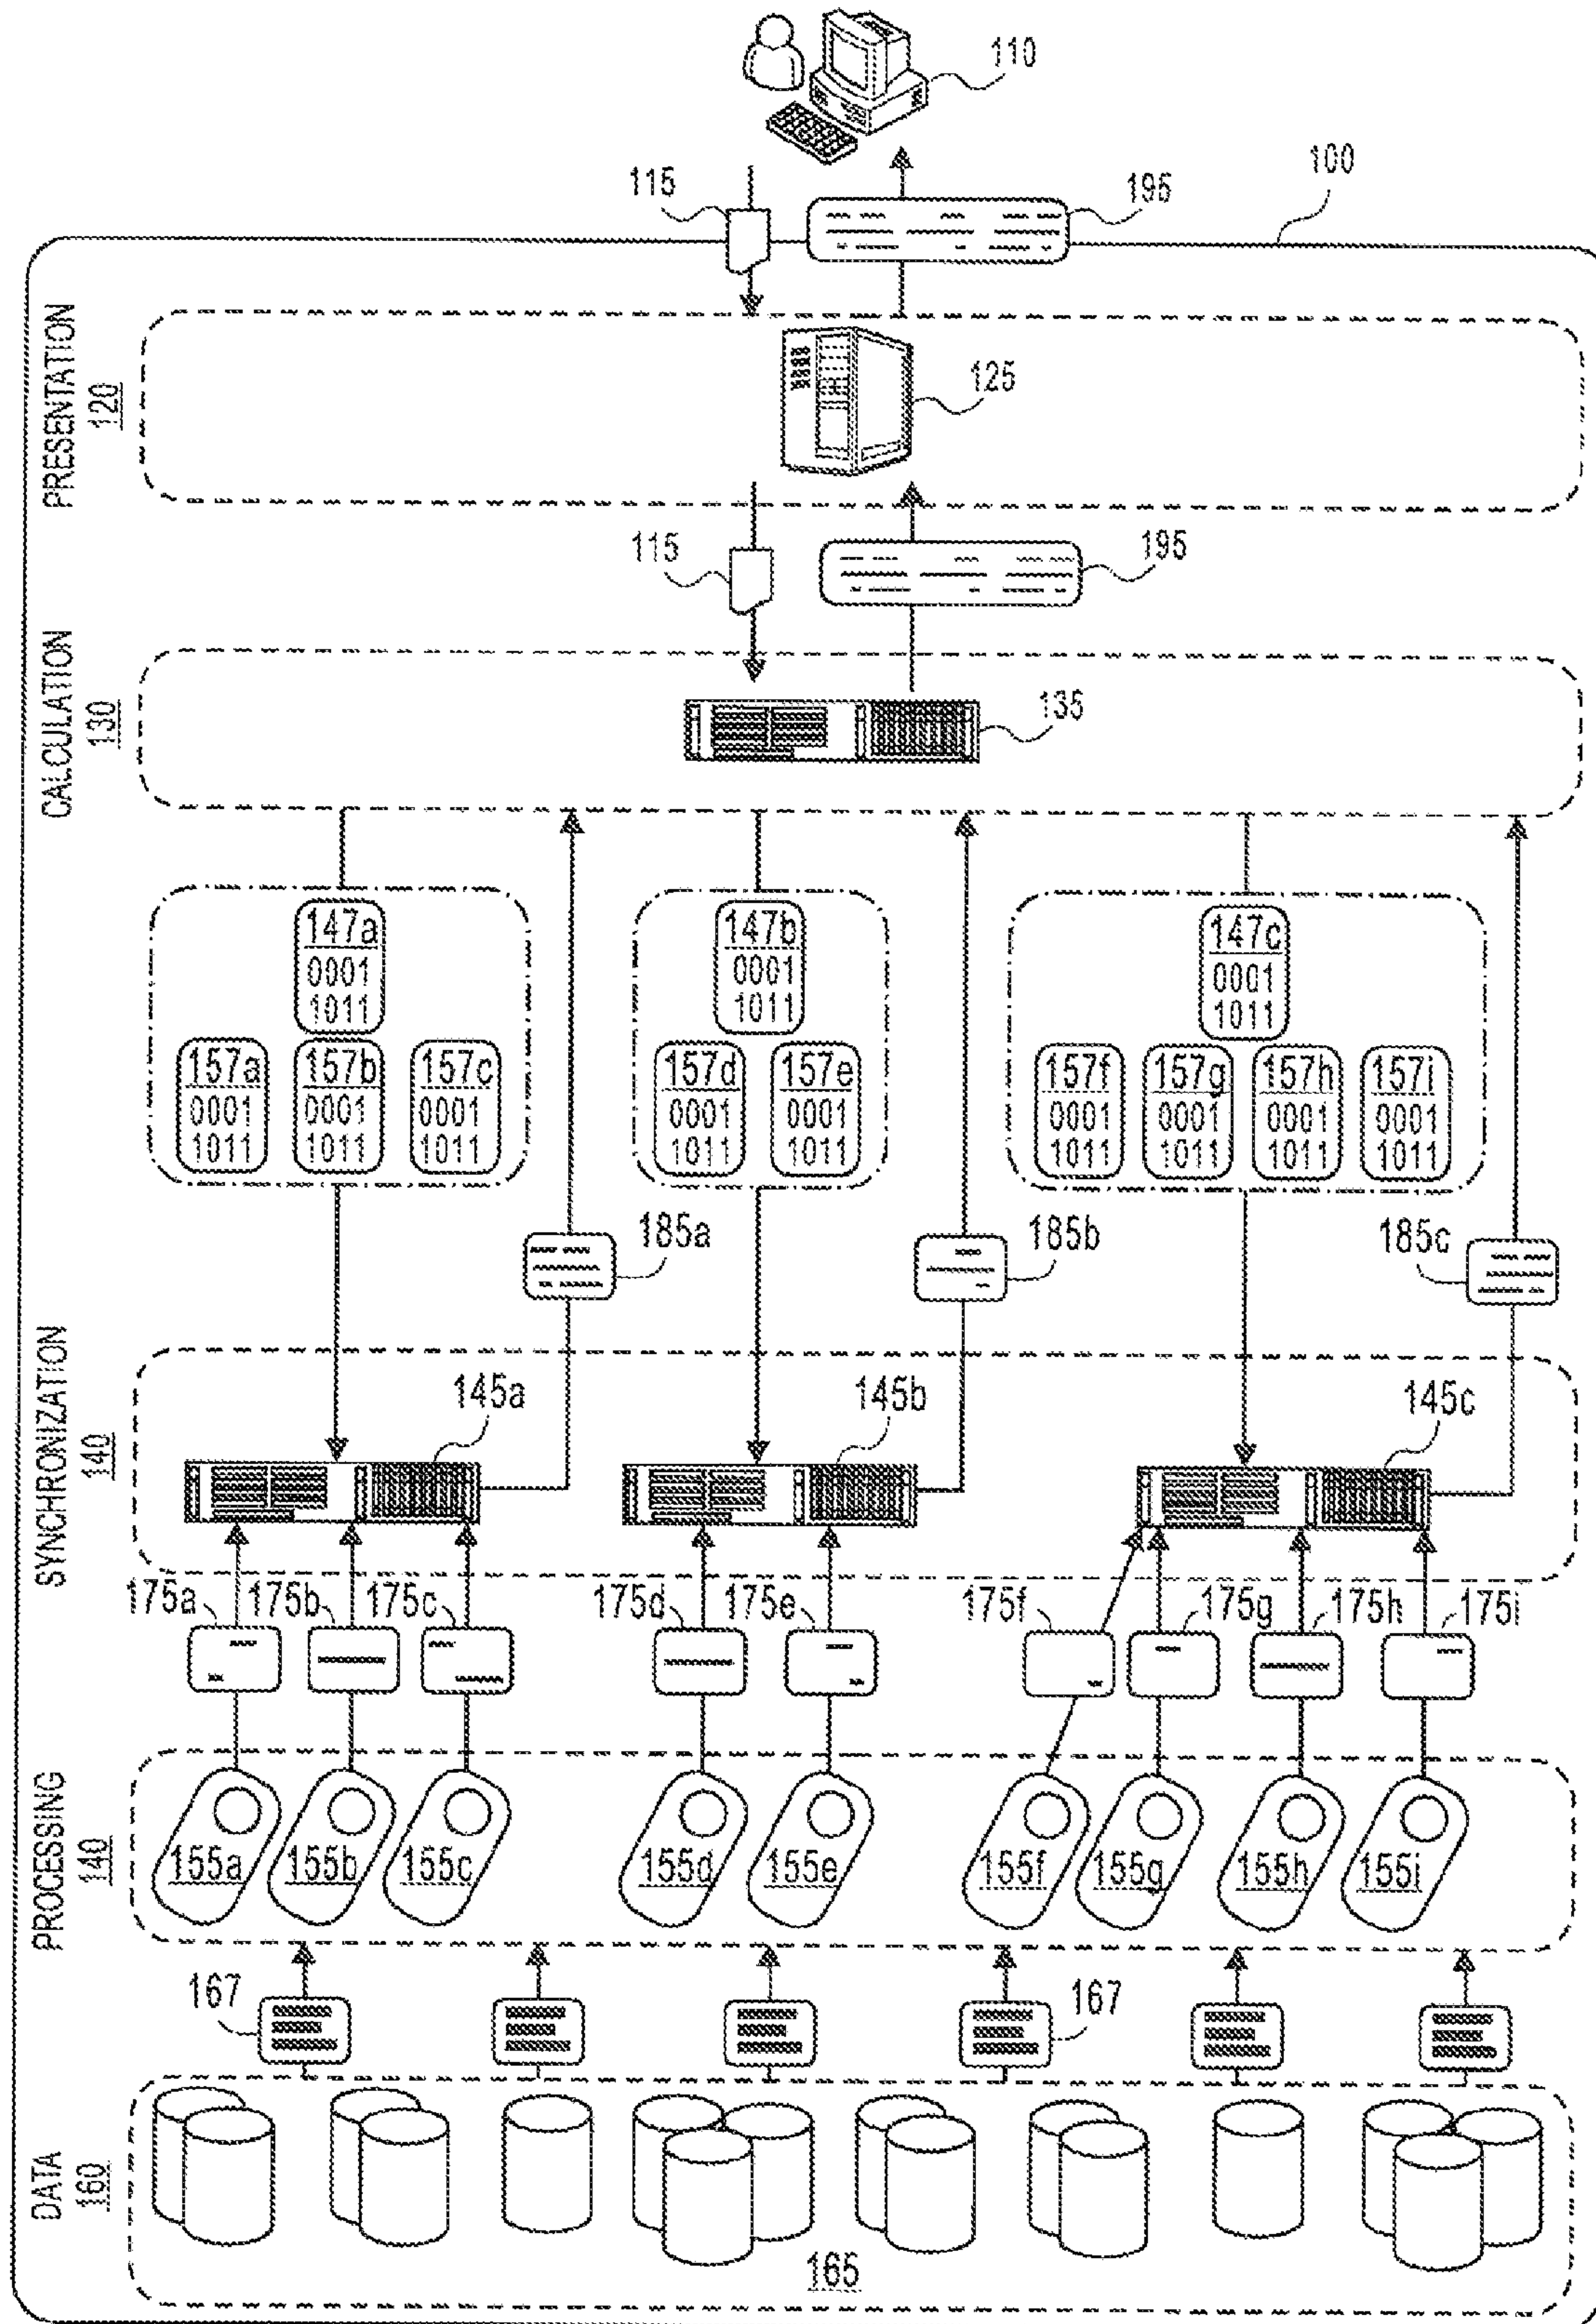 110
115
195
100
PRESENTATION
120
125
115
195
CALCULATION
130
135
147a
0001
1011
147b
0001
1011
147c
0001
1011
157a
0001
1011
157b
0001
1011
157c
0001
1011
157d
0001
1011
157e
0001
1011
157f
0001
1011
157g
0001
1011
157h
0001
1011
157i
0001
1011
185a
185b
185c
SYNCHRONIZATION
140
145a
145b
145c
175a
175b
175c
175d
175e
175f
175g
175h
175i
PROCESSING
140
155a
155b
155c
155d
155e
155f
155g
155h
155i
167
167
DATA
160
165